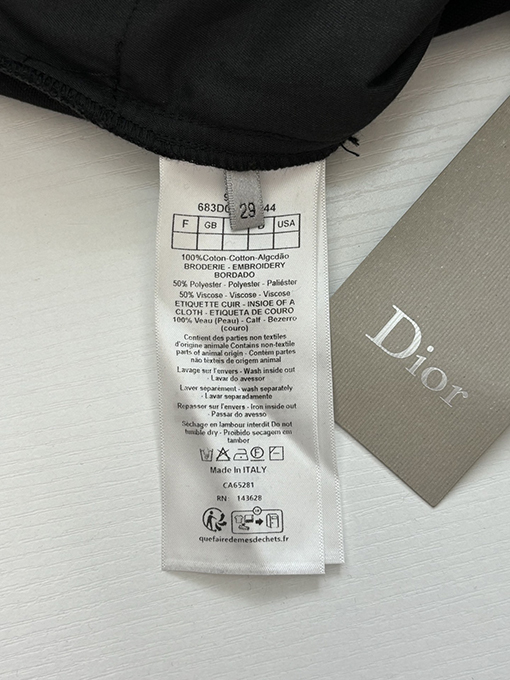 29
683D 44
F GB USA
100%Coton-Cotton-Algodão
BRODERIE - EMBROIDERY
BORDADO
50% Polyester - Polyester - Paliéster
50% Viscose - Viscose - Viscose
ETIQUETTE CUIR - INSIDE OF A
CLOTH - ETIQUETA DE COURO
100% Veau (Peau) - Calf - Bezerro
(couro)
Contient des parties non textiles
d'origine animale Contains non-textile
parts of animal origin - Contém partes
não têxteis de origem animal
Lavage sur l'envers - Wash inside out
- Lavar do avessor
Laver separement - wash separately
- Lavar separadamente
Repasser sur l'envers - Iron inside out
- Passar do avesso
Séchage en tambour interdit Do not
tumble dry - Proibido secagem em
tambor
Made in ITALY
CA65281
RN: 143628
quefairedemesdechets.fr
Dior